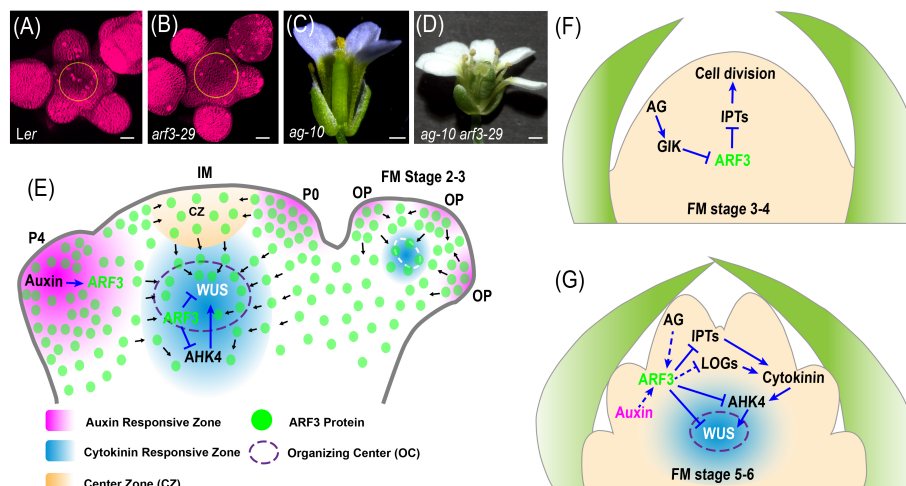 (A)
Ler
(B)
arf3-29
(C)
ag-10
(D)
ag-10 arf3-29
(E)
IM
P0
OP
FM Stage 2-3
OP
CZ
P4
Auxin
ARF3
WUS
ARF3
AHK4
OP
Auxin Responsive Zone
ARF3 Protein
Cytokinin Responsive Zone
Organizing Center (OC)
Center Zone (CZ)
(F)
Cell division
AG
IPTs
GIK
ARF3
FM stage 3-4
(G)
AG
IPTs
LOGs
ARF3
Cytokinin
Auxin
AHK4
WUS
FM stage 5-6